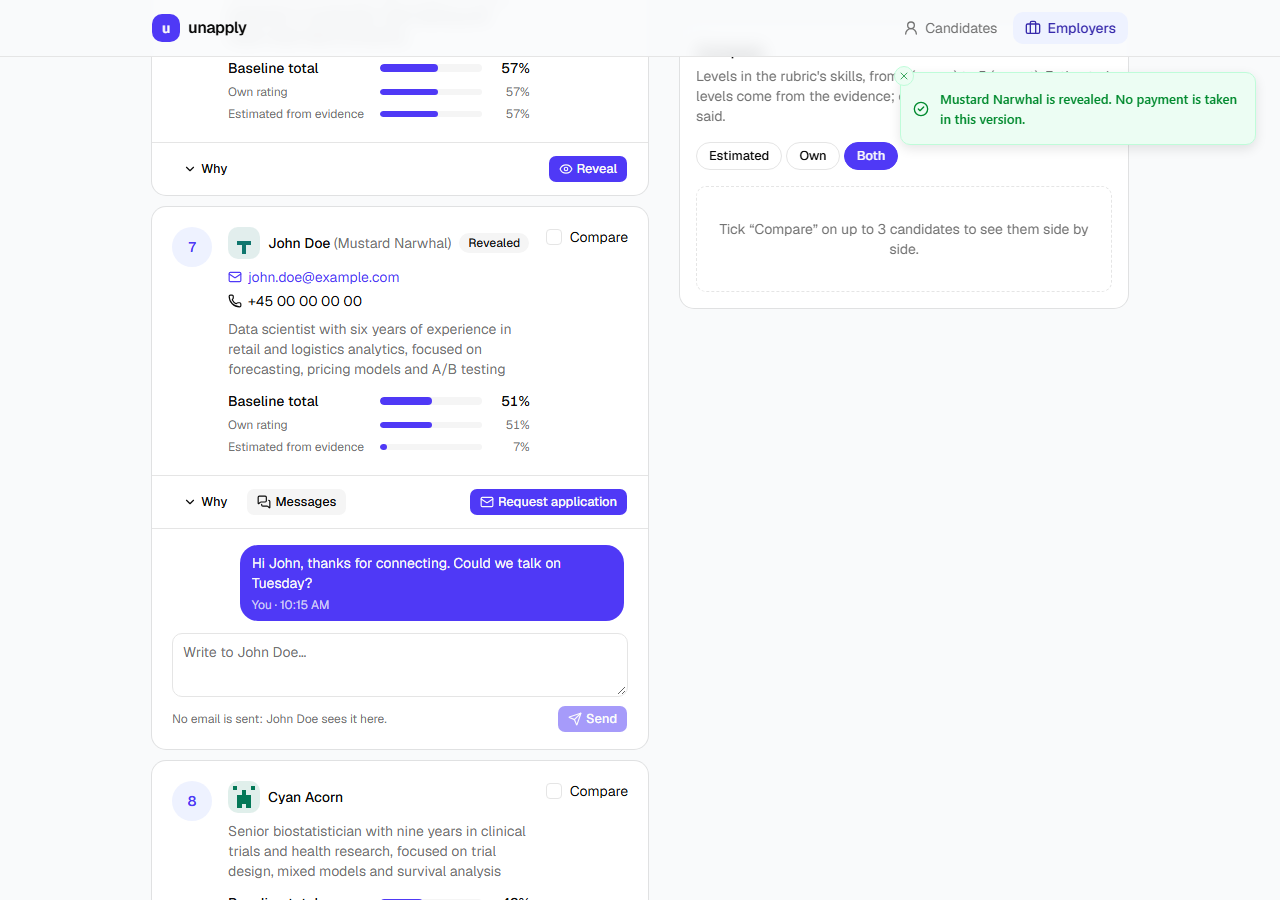 u unapply
Candidates
Employers
Baseline total 57%
Own rating 57%
Estimated from evidence 57%
Why
Reveal
7
John Doe (Mustard Narwhal) Revealed
Compare
john.doe@example.com
+45 00 00 00 00
Data scientist with six years of experience in
retail and logistics analytics, focused on
forecasting, pricing models and A/B testing
Baseline total 51%
Own rating 51%
Estimated from evidence 7%
Why
Messages
Request application
Hi John, thanks for connecting. Could we talk on
Tuesday?
You · 10:15 AM
Write to John Doe…
No email is sent: John Doe sees it here.
Send
8
Cyan Acorn
Compare
Senior biostatistician with nine years in clinical
trials and health research, focused on trial
design, mixed models and survival analysis
Levels in the rubric's skills, from
levels come from the evidence;
said.
Mustard Narwhal is revealed. No payment is taken
in this version.
Estimated
Own
Both
Tick “Compare” on up to 3 candidates to see them side by
side.